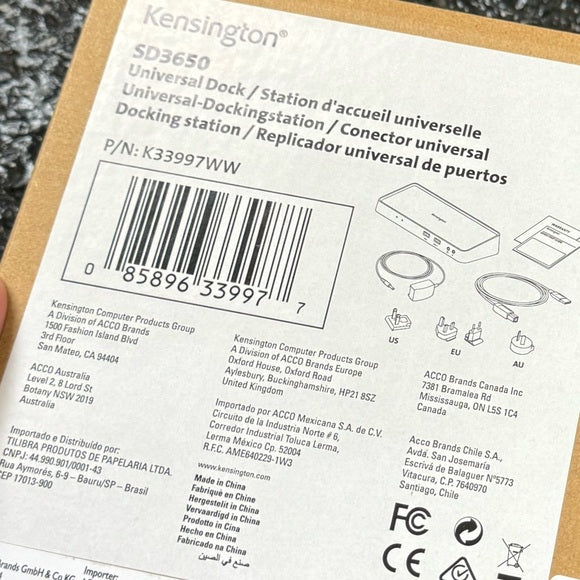 Kensington®
SD3650
Universal Dock / Station d'accueil universelle
Universal-Dockingstation / Conector universal
Docking station / Replicador universal de puertos
P/N: K33997WW
0 85896 33997 7
US
EU
AU
Kensington Computer Products Group
A Division of ACCO Brands
1500 Fashion Island Blvd
3rd Floor
San Mateo, CA 94404
ACCO Australia
Level 2, 8 Lord St
Botany NSW 2019
Australia
Importado e Distribuido por:
TILIBRA PRODUTOS DE PAPELARIA LTDA.
CNPJ: 44.990.901/0001-43
Rua Aymorés, 6-9 – Bauru/SP – Brasil
CEP 17013-900
Kensington Computer Products Group
A Division of ACCO Brands Europe
Oxford House, Oxford Road
Aylesbury, Buckinghamshire, HP21 8SZ
United Kingdom
Importado por ACCO Mexicana S.A. de C.V.
Circuito de la Industria Norte # 6,
Corredor Industrial Toluca Lerma,
Lerma México Cp. 52004
R.F.C. AME640229-1W3
www.kensington.com
Made in China
Fabriqué en Chine
Hergestellt in China
Vervaardigd in China
Prodotto in Cina
Hecho en China
Fabricado na China
صنع في الصين
ACCO Brands Canada Inc
7381 Bramalea Rd
Mississauga, ON L5S 1C4
Canada
Acco Brands Chile S.A.,
Avda. San Josemaría
Escrivá de Balaguer N°5773
Vitacura, C.P. 7640970
Santiago, Chile
FC
CE
rands GmbH & Co KG
Importer: